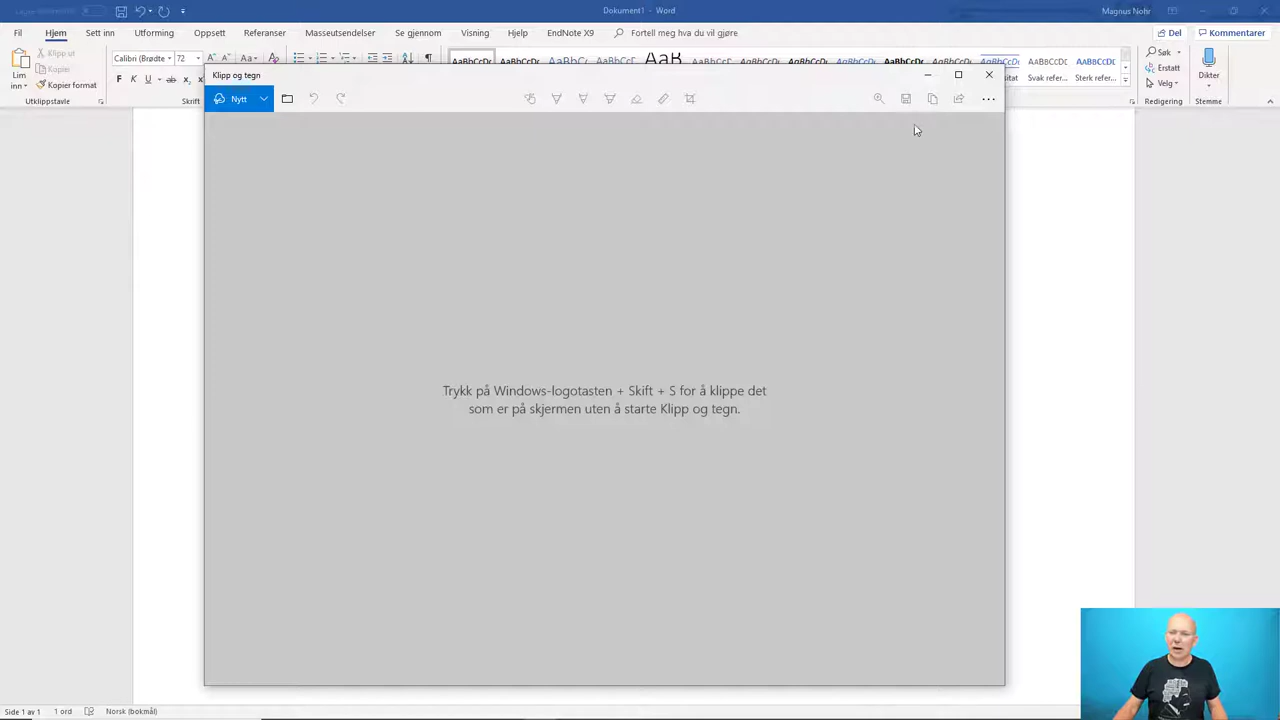 Dokument1 - Word
Magnus Nohr
Fil Hjem Sett inn Utforming Oppsett Referanser Masseutsendelser Se gjennom Visning Hjelp EndNote X9 Fortell meg hva du vil gjøre
Del Kommentarer
Lim inn
Klipp ut
Kopier
Kopier format
Utklippstavle
Calibri (Brødte 72
F K U ab x
Skrift
AaBbCcDc AaBbCcDc
AaB
Svak refer... Sterk refer...
Søk
Erstatt
Velg
Redigering
Dikter
Stemme
Klipp og tegn
Nytt
Trykk på Windows-logotasten + Skift + S for å klippe det
som er på skjermen uten å starte Klipp og tegn.
Side 1 av 1 1 ord Norsk (bokmål)